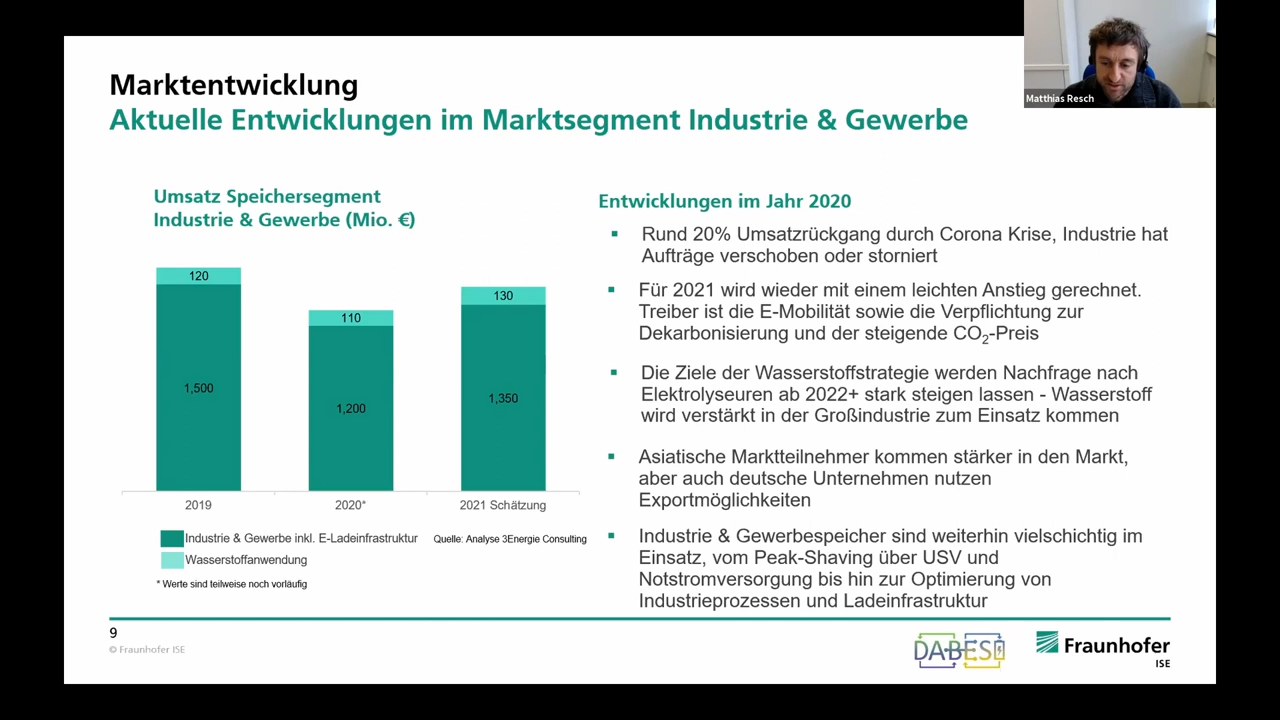 Matthias Resch
Marktentwicklung
Aktuelle Entwicklungen im Marktsegment Industrie & Gewerbe
Umsatz Speichersegment
Industrie & Gewerbe (Mio. €)
120
1,500
110
1,200
130
1,350
2019
2020*
2021 Schätzung
Industrie & Gewerbe inkl. E-Ladeinfrastruktur
Wasserstoffanwendung
Quelle: Analyse 3Energie Consulting
* Werte sind teilweise noch vorläufig
Entwicklungen im Jahr 2020
▪ Rund 20% Umsatzrückgang durch Corona Krise, Industrie hat
Aufträge verschoben oder storniert
▪ Für 2021 wird wieder mit einem leichten Anstieg gerechnet.
Treiber ist die E-Mobilität sowie die Verpflichtung zur
Dekarbonisierung und der steigende CO₂-Preis
▪ Die Ziele der Wasserstoffstrategie werden Nachfrage nach
Elektrolyseuren ab 2022+ stark steigen lassen - Wasserstoff
wird verstärkt in der Großindustrie zum Einsatz kommen
▪ Asiatische Marktteilnehmer kommen stärker in den Markt,
aber auch deutsche Unternehmen nutzen
Exportmöglichkeiten
▪ Industrie & Gewerbespeicher sind weiterhin vielschichtig im
Einsatz, vom Peak-Shaving über USV und
Notstromversorgung bis hin zur Optimierung von
Industrieprozessen und Ladeinfrastruktur
9
© Fraunhofer ISE
DABESI
Fraunhofer
ISE